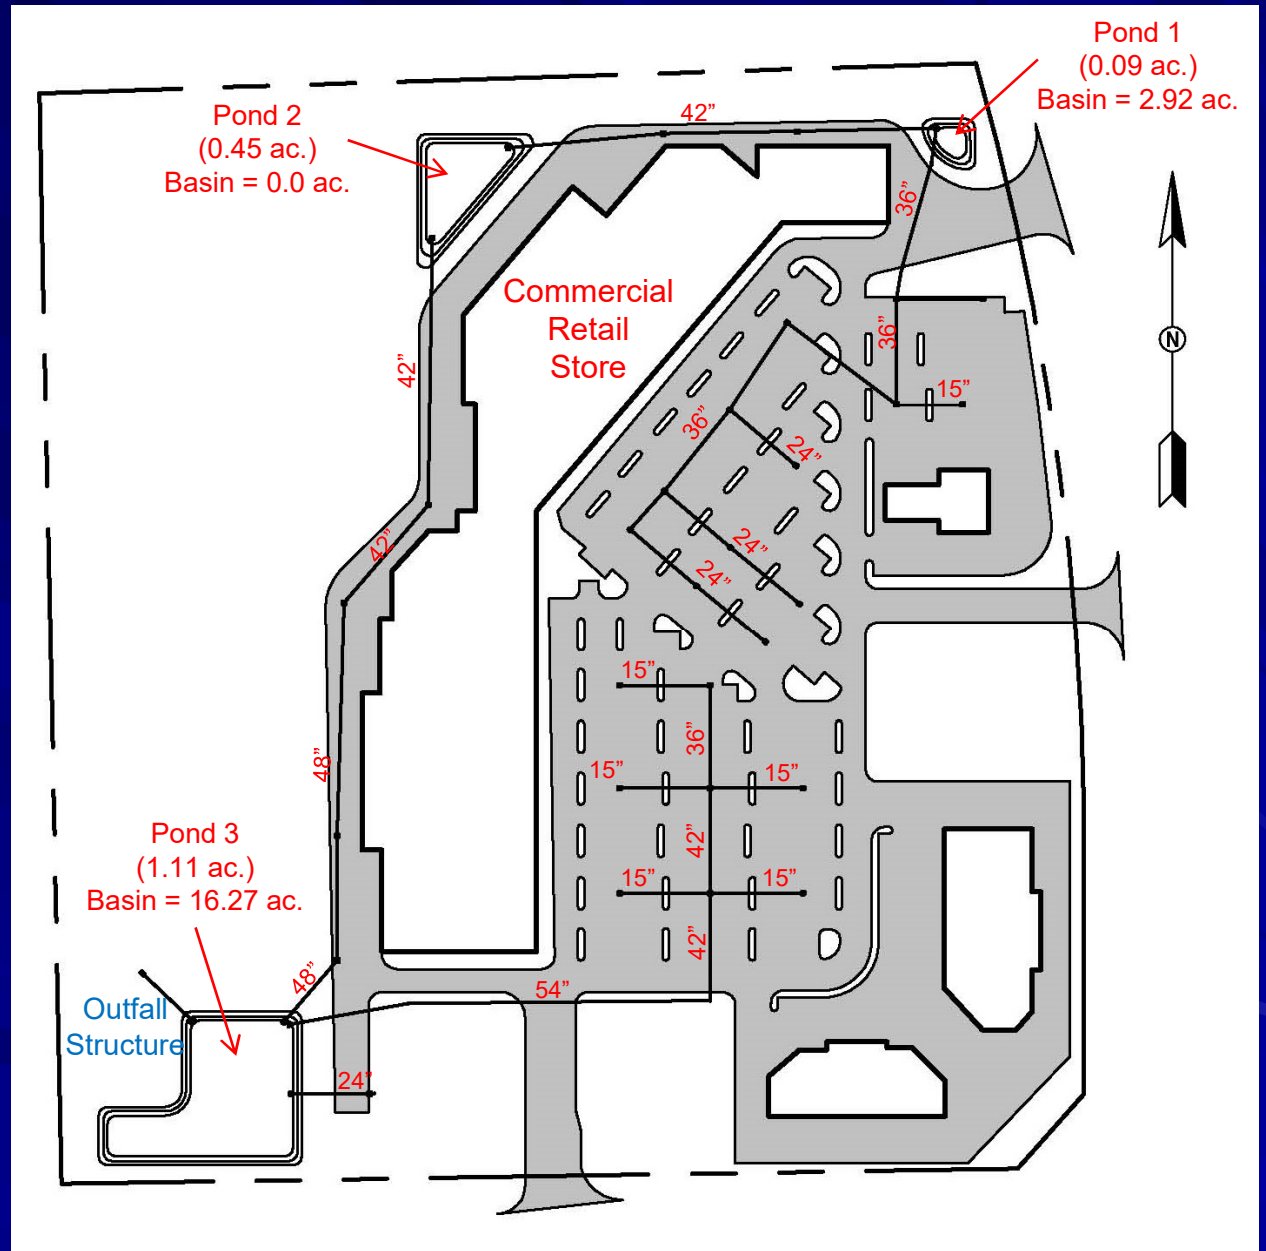 Pond 1
(0.09 ac.)
Basin = 2.92 ac.
Pond 2
(0.45 ac.)
Basin = 0.0 ac.
42”
36”
Commercial
Retail
Store
36”
15”
42”
36”
24”
42”
24”
24”
15”
36”
48”
15”
15”
Pond 3
(1.11 ac.)
Basin = 16.27 ac.
42”
15”
15”
42”
48”
54”
Outfall
Structure
24”
N